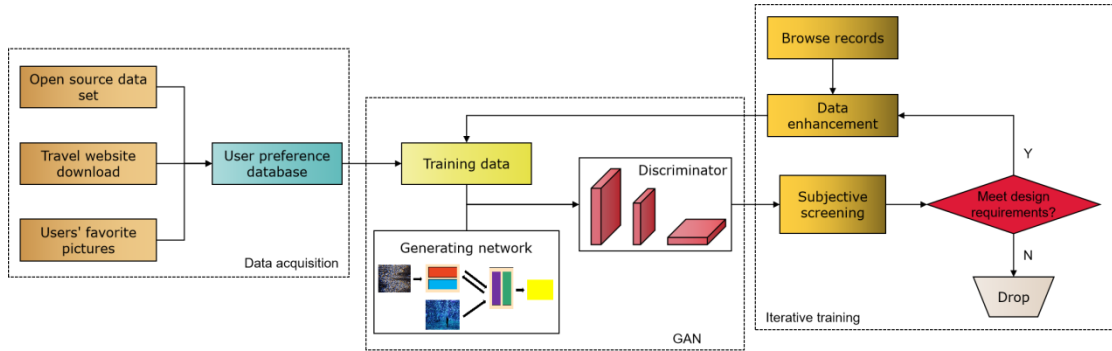 Open source data
set
Travel website
download
Users' favorite
pictures
User preference
database
Data acquisition
Training data
Generating network
Discriminator
GAN
Browse records
Data
enhancement
Subjective
screening
Meet design
requirements?
Y
N
Drop
Iterative training